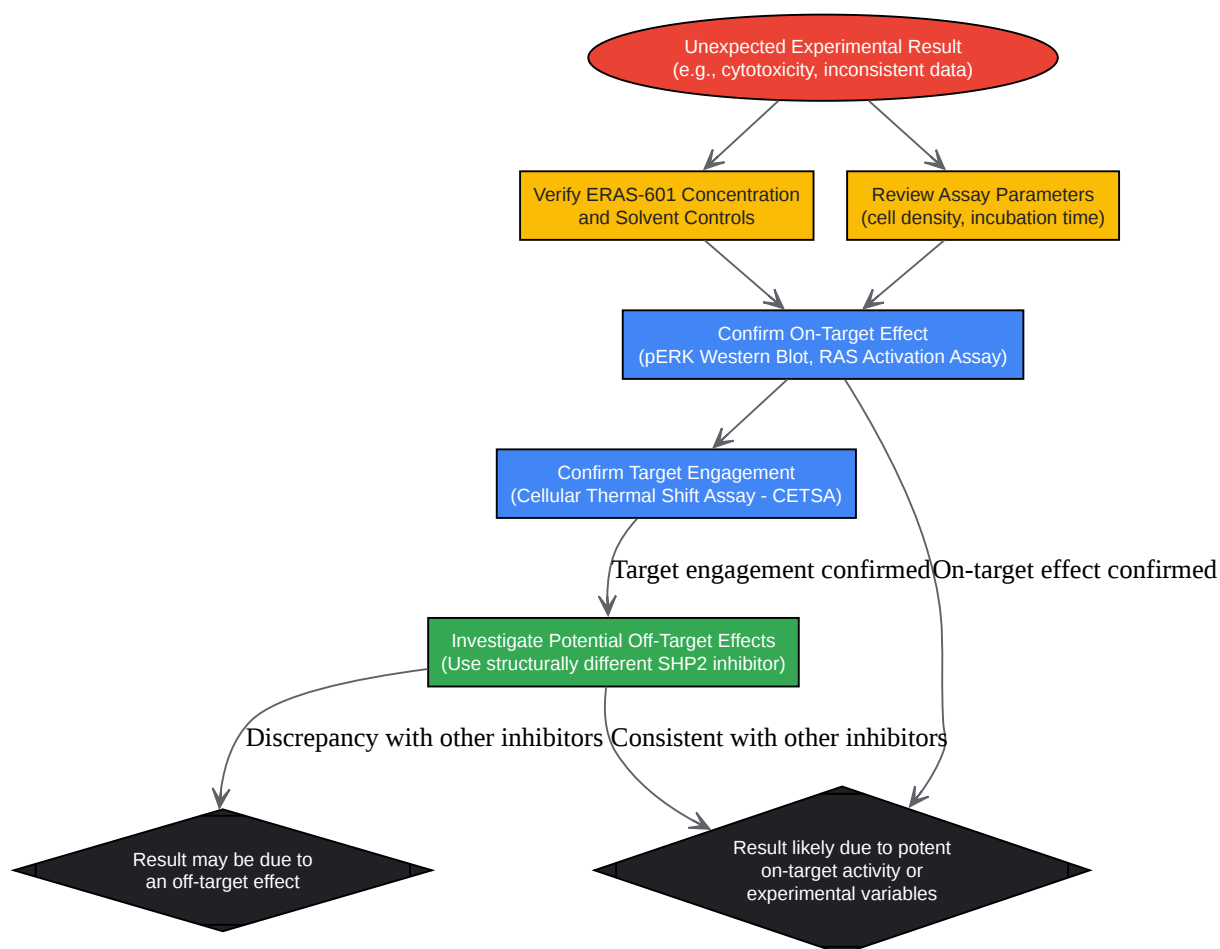 Unexpected Experimental Result
(e.g., cytotoxicity, inconsistent data)
Verify ERAS-601 Concentration
and Solvent Controls
Review Assay Parameters
(cell density, incubation time)
Confirm On-Target Effect
(pERK Western Blot, RAS Activation Assay)
Confirm Target Engagement
(Cellular Thermal Shift Assay - CETSA)
Target engagement confirmed
On-target effect confirmed
Investigate Potential Off-Target Effects
(Use structurally different SHP2 inhibitor)
Discrepancy with other inhibitors
Consistent with other inhibitors
Result may be due to
an off-target effect
Result likely due to potent
on-target activity or
experimental variables